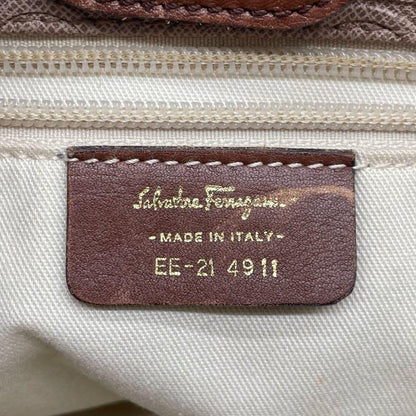 Salvatore Ferragamo
- MADE IN ITALY -
EE-21 4911